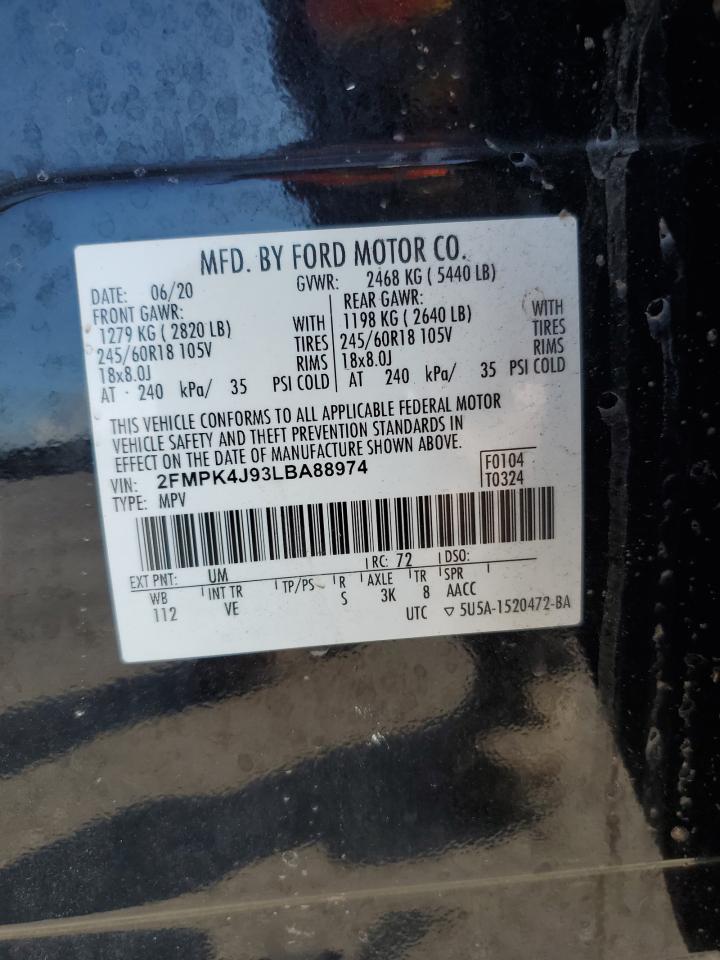 MFD. BY FORD MOTOR CO.
DATE: 06/20 GVWR: 2468 KG ( 5440 LB)
FRONT GAWR: REAR GAWR:
1279 KG ( 2820 LB) WITH 1198 KG ( 2640 LB) WITH
245/60R18 105V TIRES 245/60R18 105V TIRES
18x8.0J RIMS 18x8.0J RIMS
AT 240 kPa/ 35 PSI COLD AT 240 kPa/ 35 PSI COLD
THIS VEHICLE CONFORMS TO ALL APPLICABLE FEDERAL MOTOR
VEHICLE SAFETY AND THEFT PREVENTION STANDARDS IN
EFFECT ON THE DATE OF MANUFACTURE SHOWN ABOVE.
VIN: 2FMPK4J93LBA88974 F0104
TYPE: MPV T0324
EXT PNT: UM RC: 72 DSO:
WB INT TR TP/PS R AXLE TR SPR
112 VE S 3K 8 AACC
UTC ▽ 5U5A-1520472-BA